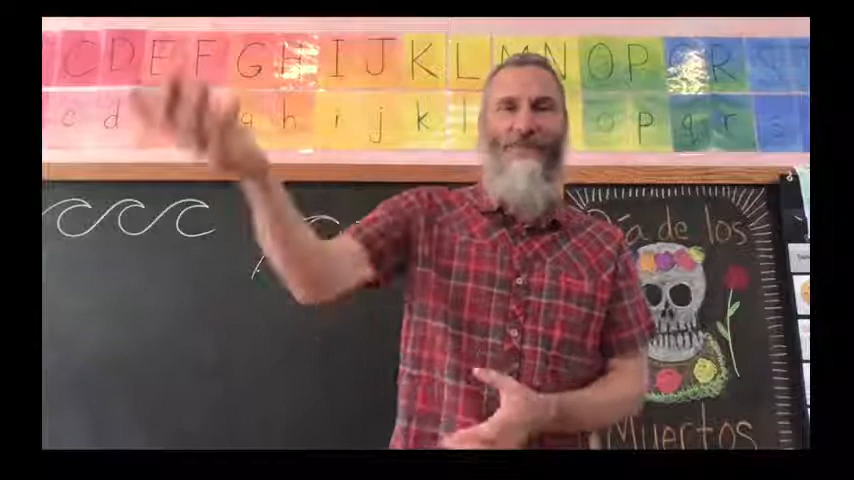 C D E F G H I J K L M N O P Q R S
c d g h i j k l o p q r s
Día de los
Muertos